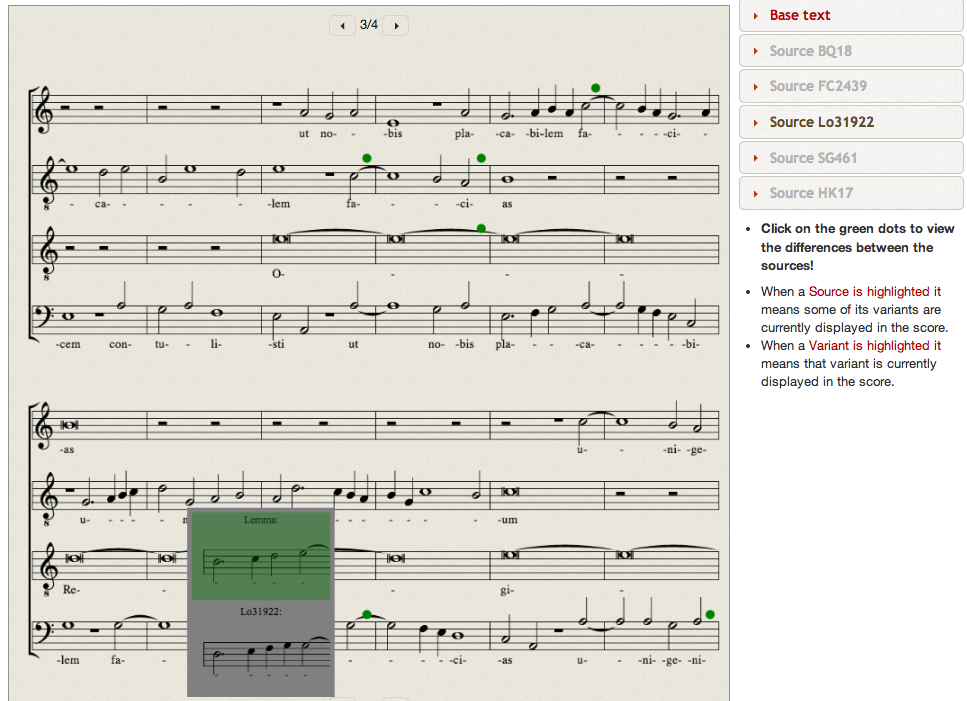 3/4
ut no- -bis pla- -ca- -bi-lem fa- - - -ci- -
- ca- - - - -lem fa- - -ci- as
O- - - -
-cem con- tu- - li- -sti ut no- -bis pla- - - -ca- - - -bi-
-as u- -ni- -ge-
u- - - - - - - - - - - - - -um
Lemma:
- - - -
Re- - - gi- -
Lo31922:
- - - -
-lem fa- - - -ci- -as u- -ni- -ge- -ni-
Base text
Source BQ18
Source FC2439
Source Lo31922
Source SG461
Source HK17
Click on the green dots to view
the differences between the
sources!
When a Source is highlighted it
means some of its variants are
currently displayed in the score.
When a Variant is highlighted it
means that variant is currently
displayed in the score.